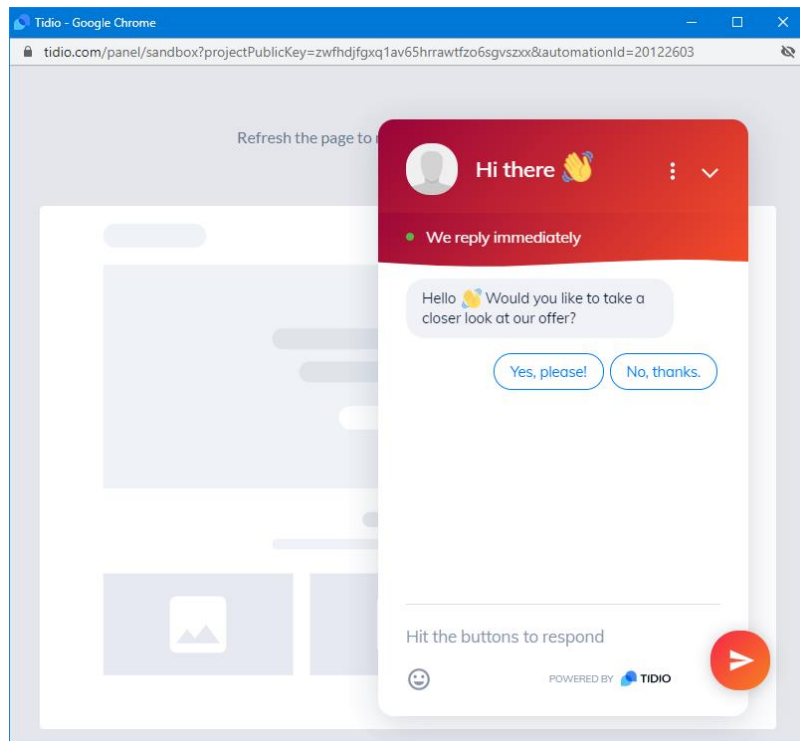 Tidio - Google Chrome
tidio.com/panel/sandbox?projectPublicKey=zwfhdjfgxq1av65hrrawtfzo6sgvszxx&automationId=20122603
Refresh the page to
Hi there 👋
We reply immediately
Hello 👋 Would you like to take a
closer look at our offer?
Yes, please! No, thanks.
Hit the buttons to respond
POWERED BY TIDIO